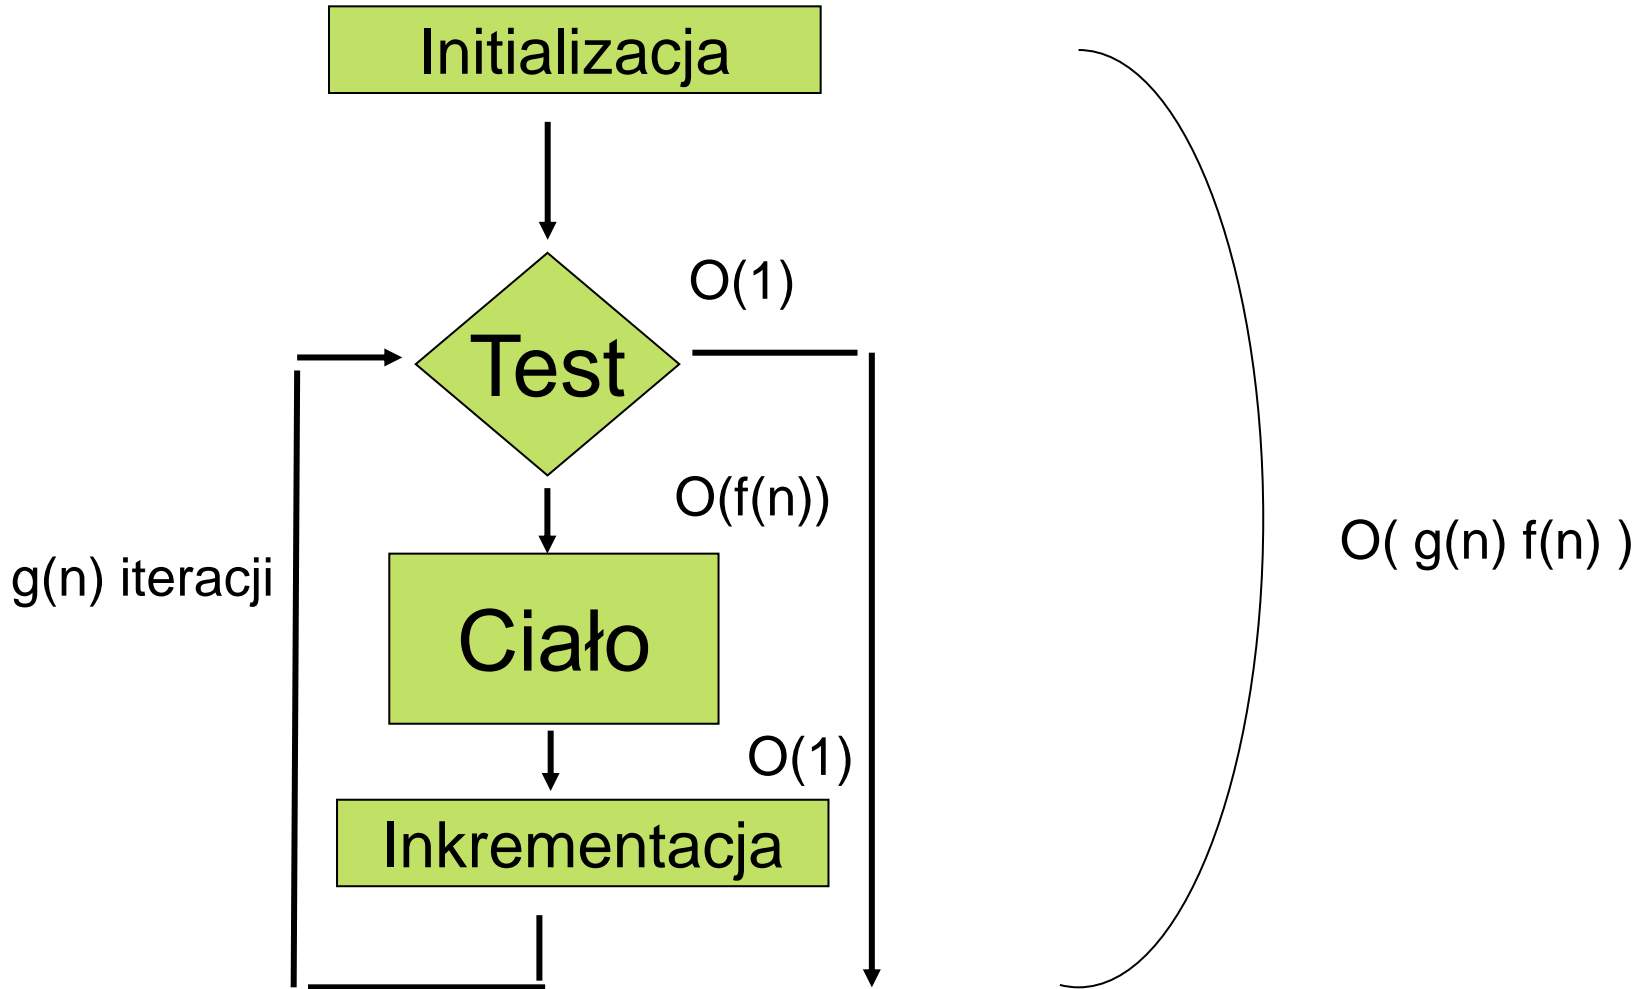 Initializacja
O(1)
Test
O(f(n))
g(n) iteracji
O( g(n) f(n) )
Ciało
O(1)
Inkrementacja